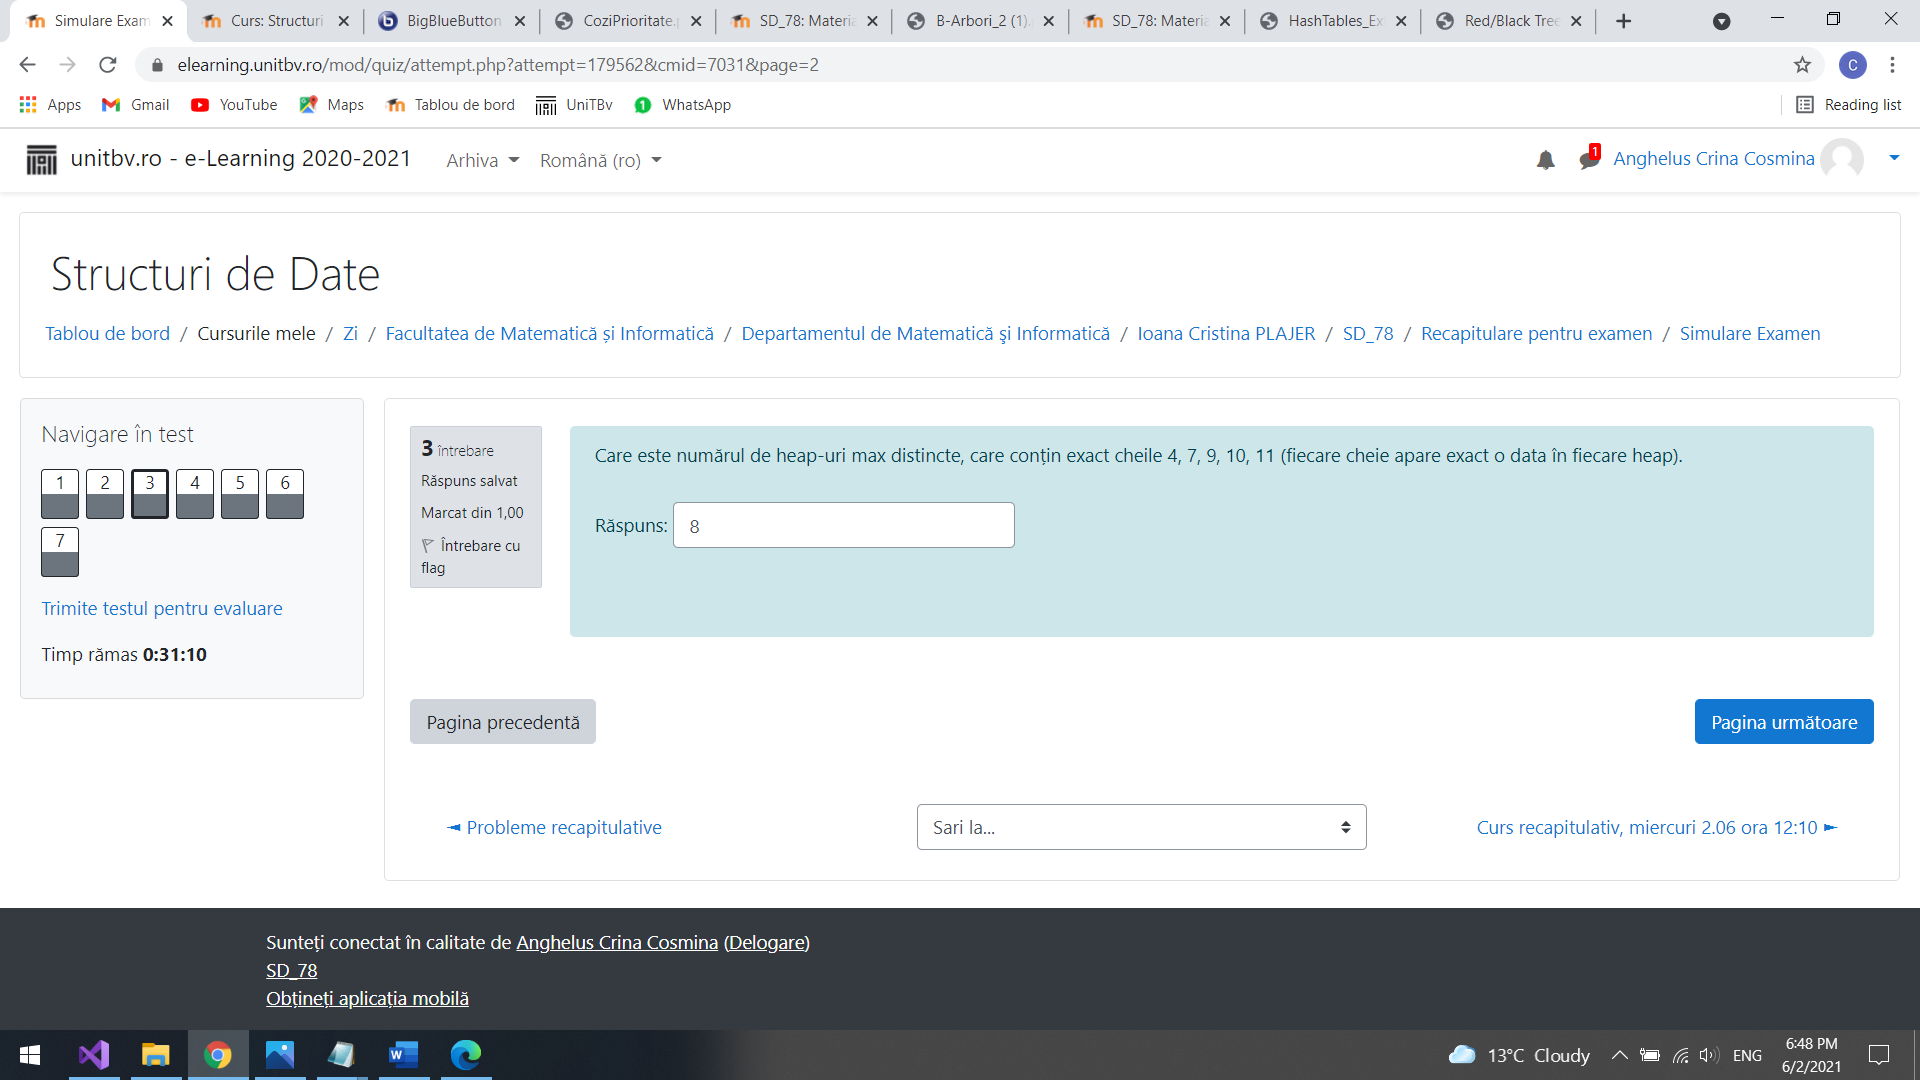 Simulare Exam
Curs: Structuri
BigBlueButton
CoziPrioritate.p
SD_78: Materia
B-Arbori_2 (1).
SD_78: Materia
HashTables_Ex
Red/Black Tree
elearning.unitbv.ro/mod/quiz/attempt.php?attempt=179562&cmid=7031&page=2
C
Apps
Gmail
YouTube
Maps
Tablou de bord
UniTBv
1
WhatsApp
Reading list
unitbv.ro - e-Learning 2020-2021
Arhiva
Română (ro)
1
Anghelus Crina Cosmina
Structuri de Date
Tablou de bord / Cursurile mele / Zi / Facultatea de Matematică și Informatică / Departamentul de Matematică şi Informatică / Ioana Cristina PLAJER / SD_78 / Recapitulare pentru examen / Simulare Examen
Navigare în test
1 2 3 4 5 6
7
Trimite testul pentru evaluare
Timp rămas 0:31:10
3 întrebare
Răspuns salvat
Marcat din 1,00
Întrebare cu
flag
Care este numărul de heap-uri max distincte, care conțin exact cheile 4, 7, 9, 10, 11 (fiecare cheie apare exact o data în fiecare heap).
Răspuns: 8
Pagina precedentă
Pagina următoare
◄ Probleme recapitulative
Sari la...
Curs recapitulativ, miercuri 2.06 ora 12:10 ►
Sunteți conectat în calitate de Anghelus Crina Cosmina (Delogare)
SD_78
Obțineți aplicația mobilă
13°C Cloudy
ENG
6:48 PM
6/2/2021